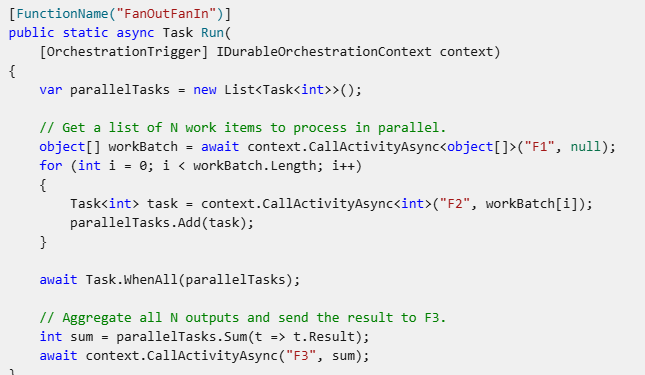 [FunctionName("FanOutFanIn")]
public static async Task Run(
    [OrchestrationTrigger] IDurableOrchestrationContext context)
{
    var parallelTasks = new List<Task<int>>();

    // Get a list of N work items to process in parallel.
    object[] workBatch = await context.CallActivityAsync<object[]>("F1", null);
    for (int i = 0; i < workBatch.Length; i++)
    {
        Task<int> task = context.CallActivityAsync<int>("F2", workBatch[i]);
        parallelTasks.Add(task);
    }

    await Task.WhenAll(parallelTasks);

    // Aggregate all N outputs and send the result to F3.
    int sum = parallelTasks.Sum(t => t.Result);
    await context.CallActivityAsync("F3", sum);
}